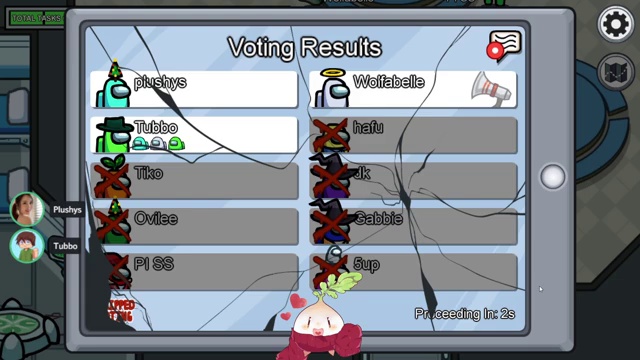 TOTAL TASKS
Voting Results
piushys
Wolfabelle
Tubbo
hafu
Tiko
Jk
Ovilee
Gabbie
PI SS
5up
Plushys
Tubbo
Proceeding In: 2s